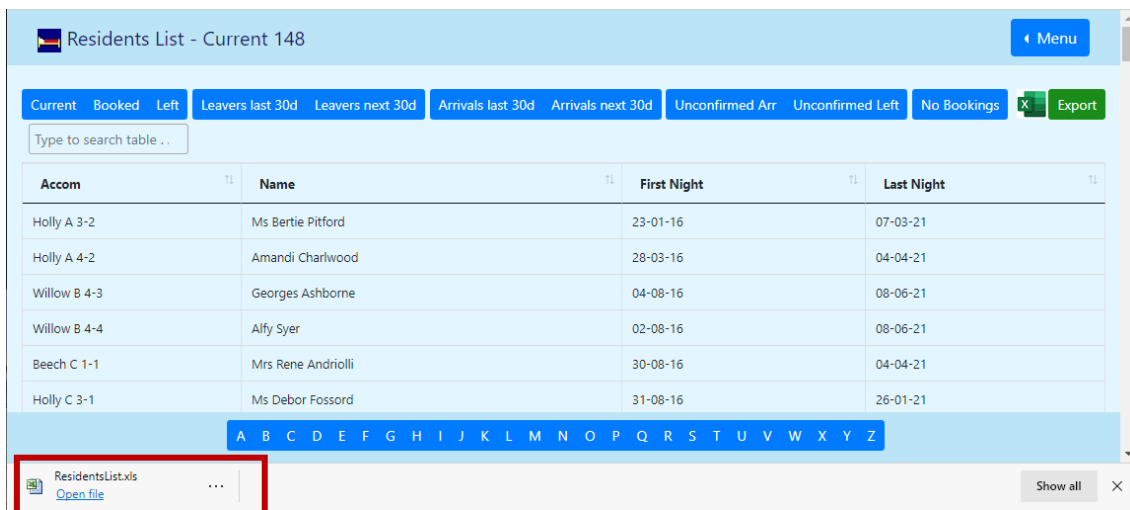 Residents List - Current 148
Menu
Current Booked Left Leavers last 30d Leavers next 30d Arrivals last 30d Arrivals next 30d Unconfirmed Arr Unconfirmed Left No Bookings X Export
Type to search table . .
Accom Name First Night Last Night
Holly A 3-2 Ms Bertie Pitford 23-01-16 07-03-21
Holly A 4-2 Amandi Charlwood 28-03-16 04-04-21
Willow B 4-3 Georges Ashborne 04-08-16 08-06-21
Willow B 4-4 Alfy Syer 02-08-16 08-06-21
Beech C 1-1 Mrs Rene Andriolli 30-08-16 04-04-21
Holly C 3-1 Ms Debor Fossord 31-08-16 26-01-21
A B C D E F G H I J K L M N O P Q R S T U V W X Y Z
ResidentsList.xls
Open file
...
Show all